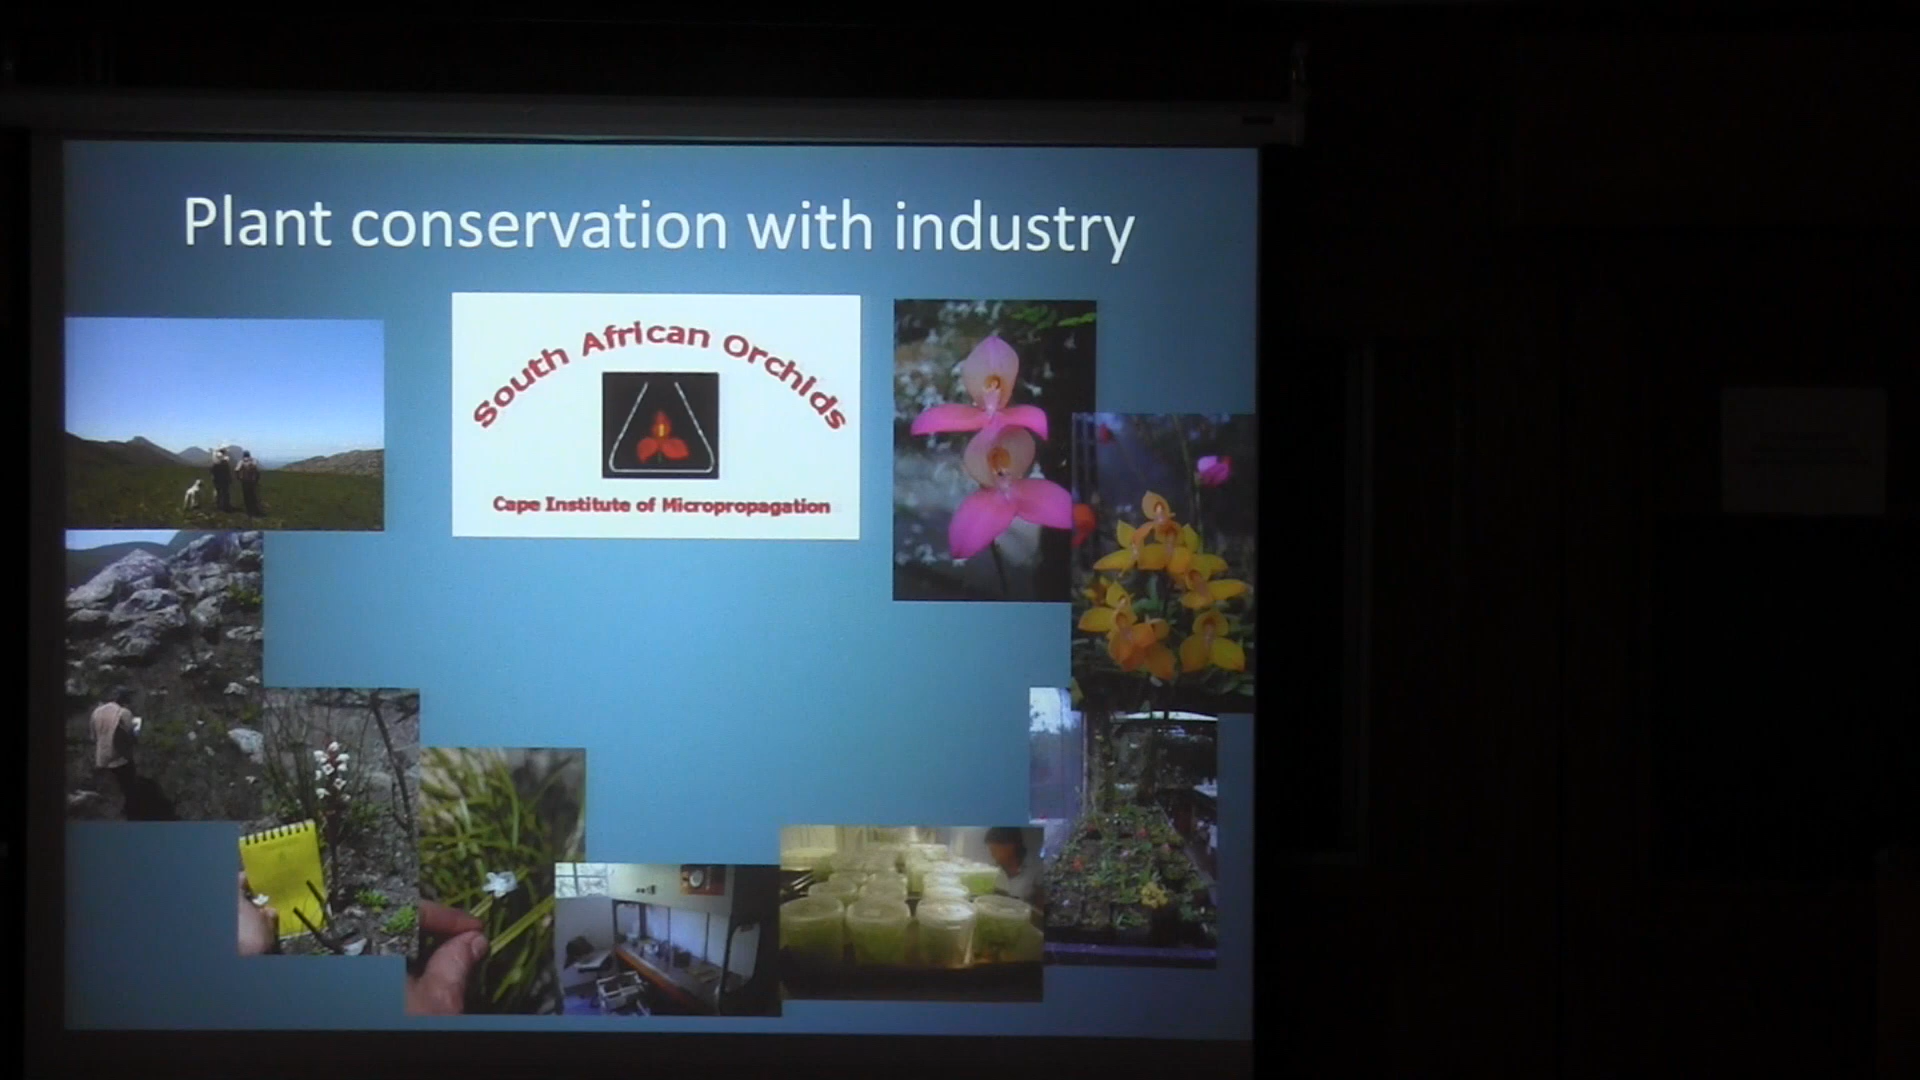 Plant conservation with industry
South African Orchids
Cape Institute of Micropropagation